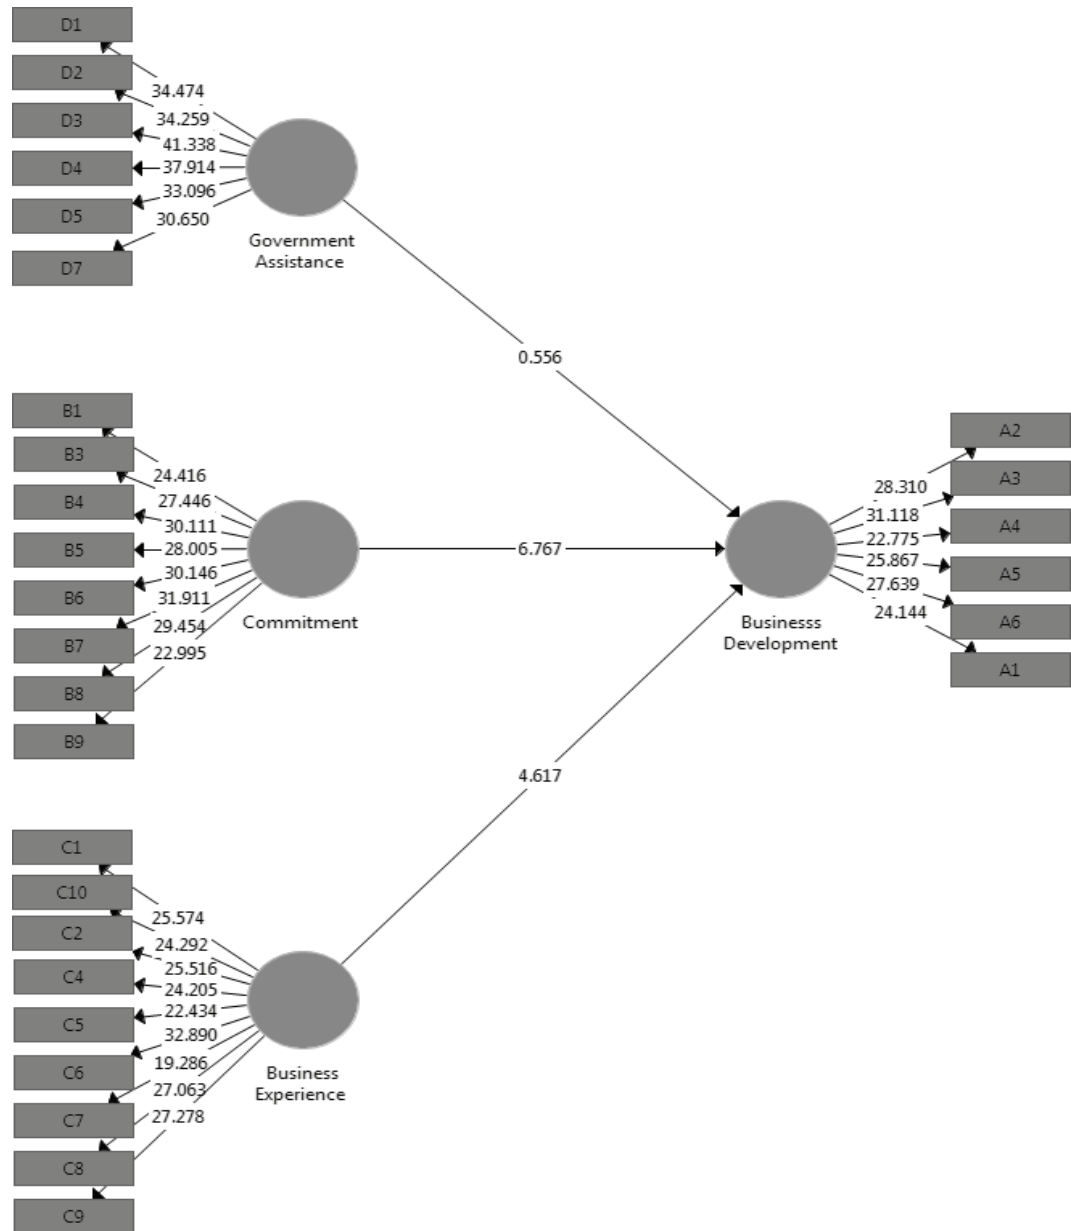 D1
D2
D3
D4
D5
D7
34.474
34.259
41.338
37.914
33.096
30.650
Government
Assistance
0.556
B1
B3
B4
B5
B6
B7
B8
B9
24.416
27.446
30.111
28.005
30.146
31.911
29.454
22.995
Commitment
6.767
Businesss
Development
28.310
31.118
22.775
25.867
27.639
24.144
A2
A3
A4
A5
A6
A1
4.617
C1
C10
C2
C4
C5
C6
C7
C8
C9
25.574
24.292
25.516
24.205
22.434
32.890
19.286
27.063
27.278
Business
Experience